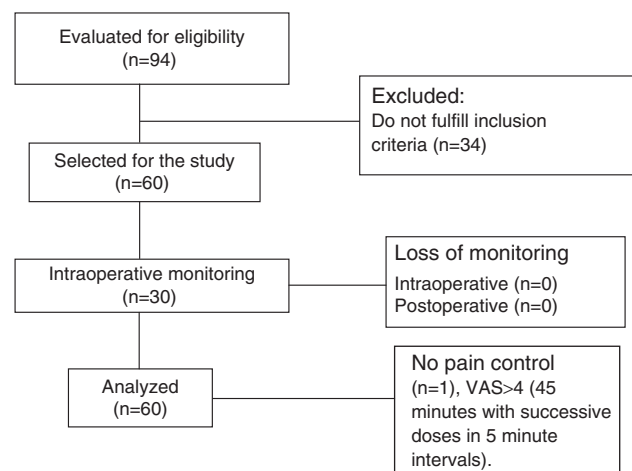 Evaluated for eligibility
(n=94)
Excluded:
Do not fulfill inclusion
criteria (n=34)
Selected for the study
(n=60)
Intraoperative monitoring
(n=30)
Loss of monitoring
Intraoperative (n=0)
Postoperative (n=0)
Analyzed
(n=60)
No pain control
(n=1), VAS>4 (45
minutes with successive
doses in 5 minute
intervals).